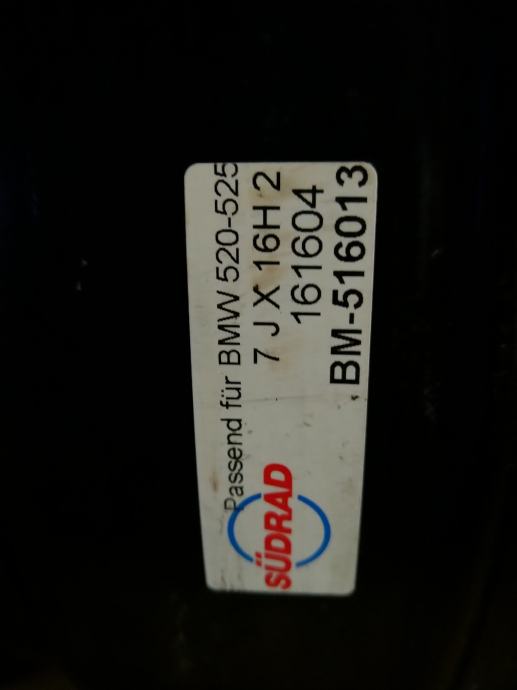 Passend für BMW 520-525
7 J X 16H 2
161604
BM-516013
SÜDRAD